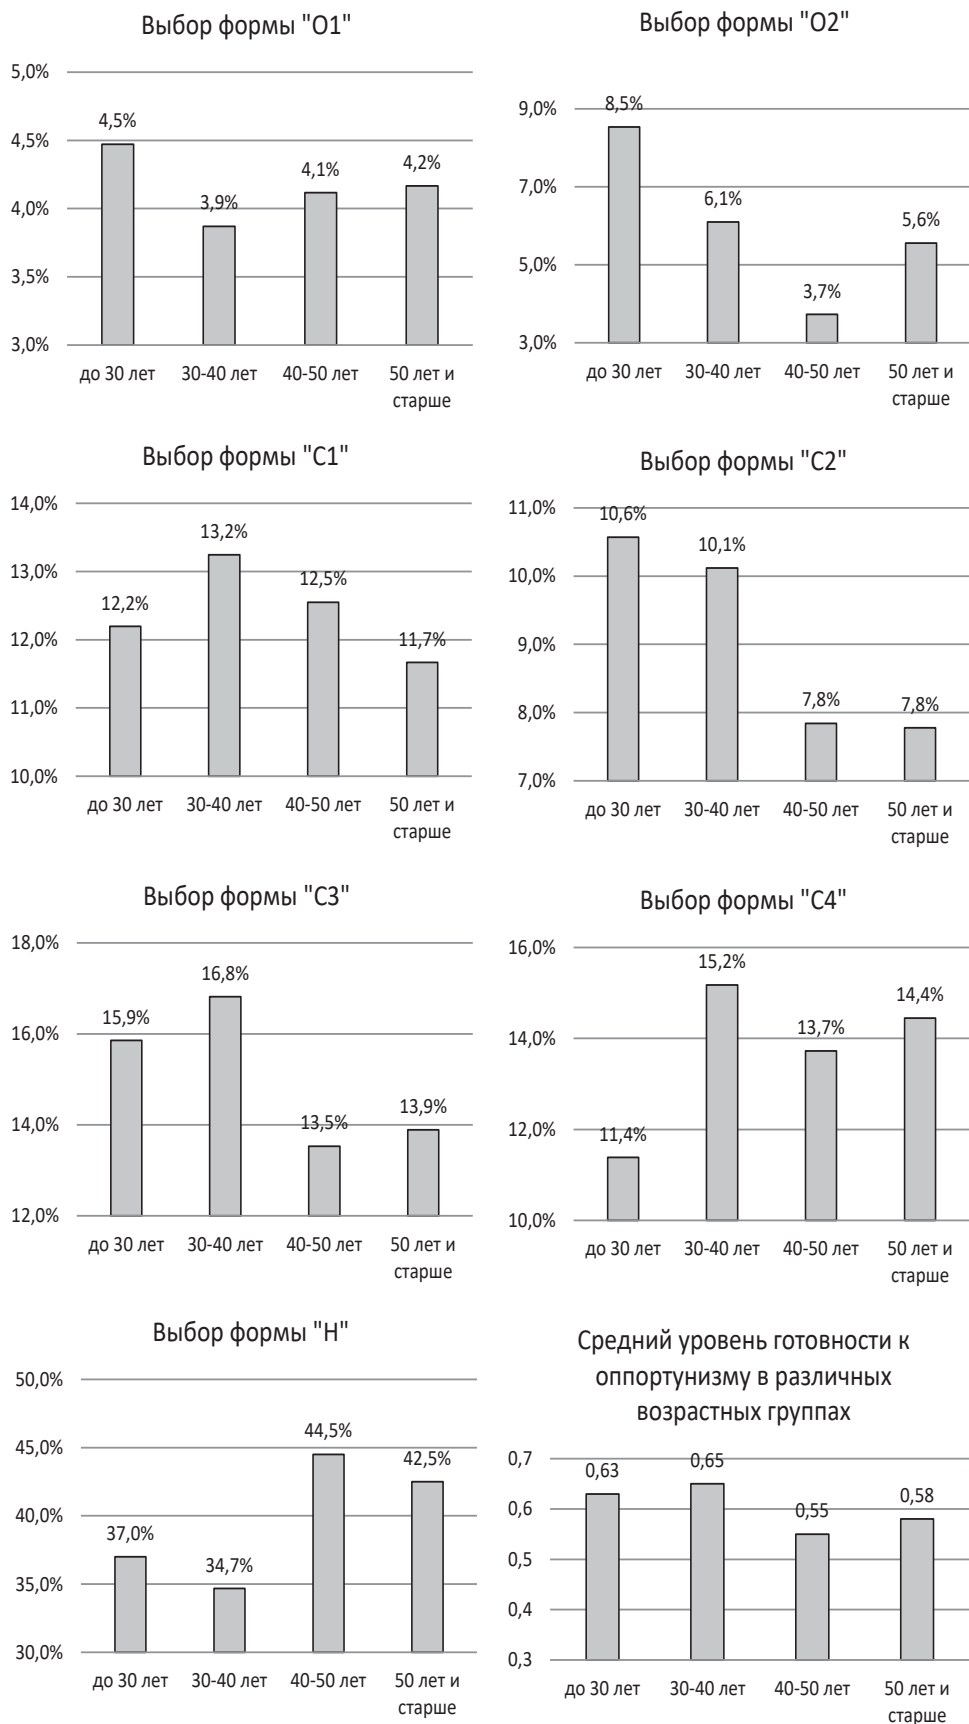 Выбор формы "О1"
5,0%
4,5%
4,0%
3,5%
3,0%
4,5%
3,9%
4,1%
4,2%
до 30 лет
30-40 лет
40-50 лет
50 лет и
старше
Выбор формы "О2"
9,0%
7,0%
5,0%
3,0%
8,5%
6,1%
3,7%
5,6%
до 30 лет
30-40 лет
40-50 лет
50 лет и
старше
Выбор формы "С1"
14,0%
13,0%
12,0%
11,0%
10,0%
12,2%
13,2%
12,5%
11,7%
до 30 лет
30-40 лет
40-50 лет
50 лет и
старше
Выбор формы "С2"
11,0%
10,0%
9,0%
8,0%
7,0%
10,6%
10,1%
7,8%
7,8%
до 30 лет
30-40 лет
40-50 лет
50 лет и
старше
Выбор формы "С3"
18,0%
16,0%
14,0%
12,0%
15,9%
16,8%
13,5%
13,9%
до 30 лет
30-40 лет
40-50 лет
50 лет и
старше
Выбор формы "С4"
16,0%
14,0%
12,0%
10,0%
11,4%
15,2%
13,7%
14,4%
до 30 лет
30-40 лет
40-50 лет
50 лет и
старше
Выбор формы "Н"
50,0%
45,0%
40,0%
35,0%
30,0%
37,0%
34,7%
44,5%
42,5%
до 30 лет
30-40 лет
40-50 лет
50 лет и
старше
Средний уровень готовности к
оппортунизму в различных
возрастных группах
0,7
0,6
0,5
0,4
0,3
0,63
0,65
0,55
0,58
до 30 лет
30-40 лет
40-50 лет
50 лет и
старше